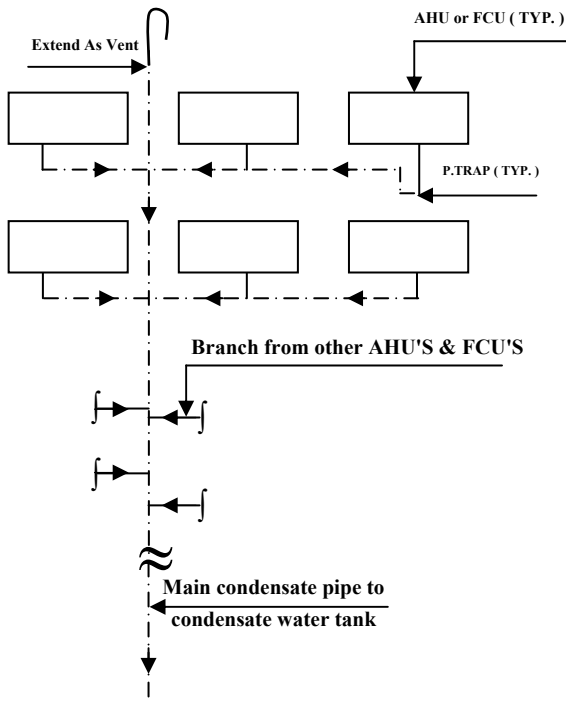 AHU or FCU ( TYP. )
Extend As Vent
P.TRAP ( TYP. )
Branch from other AHU'S & FCU'S
Main condensate pipe to
condensate water tank